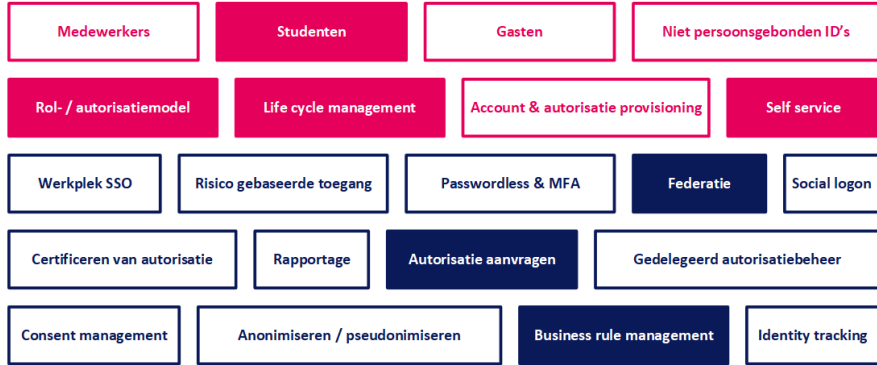 Medewerkers
Studenten
Gasten
Niet persoonsgebonden ID's
Rol- / autorisatiemodel
Life cycle management
Account & autorisatie provisioning
Self service
Werkplek SSO
Risico gebaseerde toegang
Passwordless & MFA
Federatie
Social logon
Certificeren van autorisatie
Rapportage
Autorisatie aanvragen
Gedelegeerd autorisatiebeheer
Consent management
Anonimiseren / pseudonimiseren
Business rule management
Identity tracking